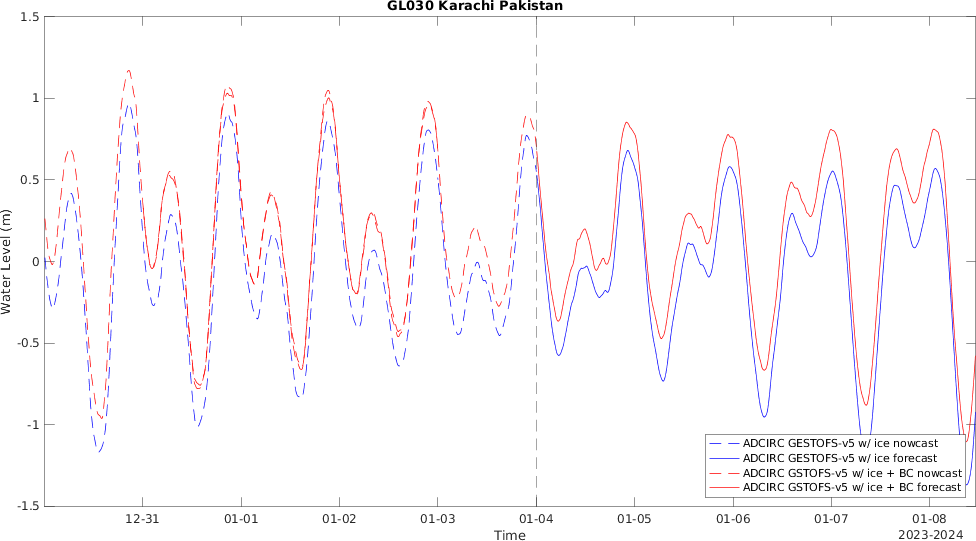 GL030 Karachi Pakistan
1.5
1
0.5
0
-0.5
-1
-1.5
Water Level (m)
12-31 01-01 01-02 01-03 01-04 01-05 01-06 01-07 01-08
Time
2023-2024
ADCIRC GESTOFS-v5 w/ ice nowcast
ADCIRC GESTOFS-v5 w/ ice forecast
ADCIRC GSTOFS-v5 w/ ice + BC nowcast
ADCIRC GSTOFS-v5 w/ ice + BC forecast